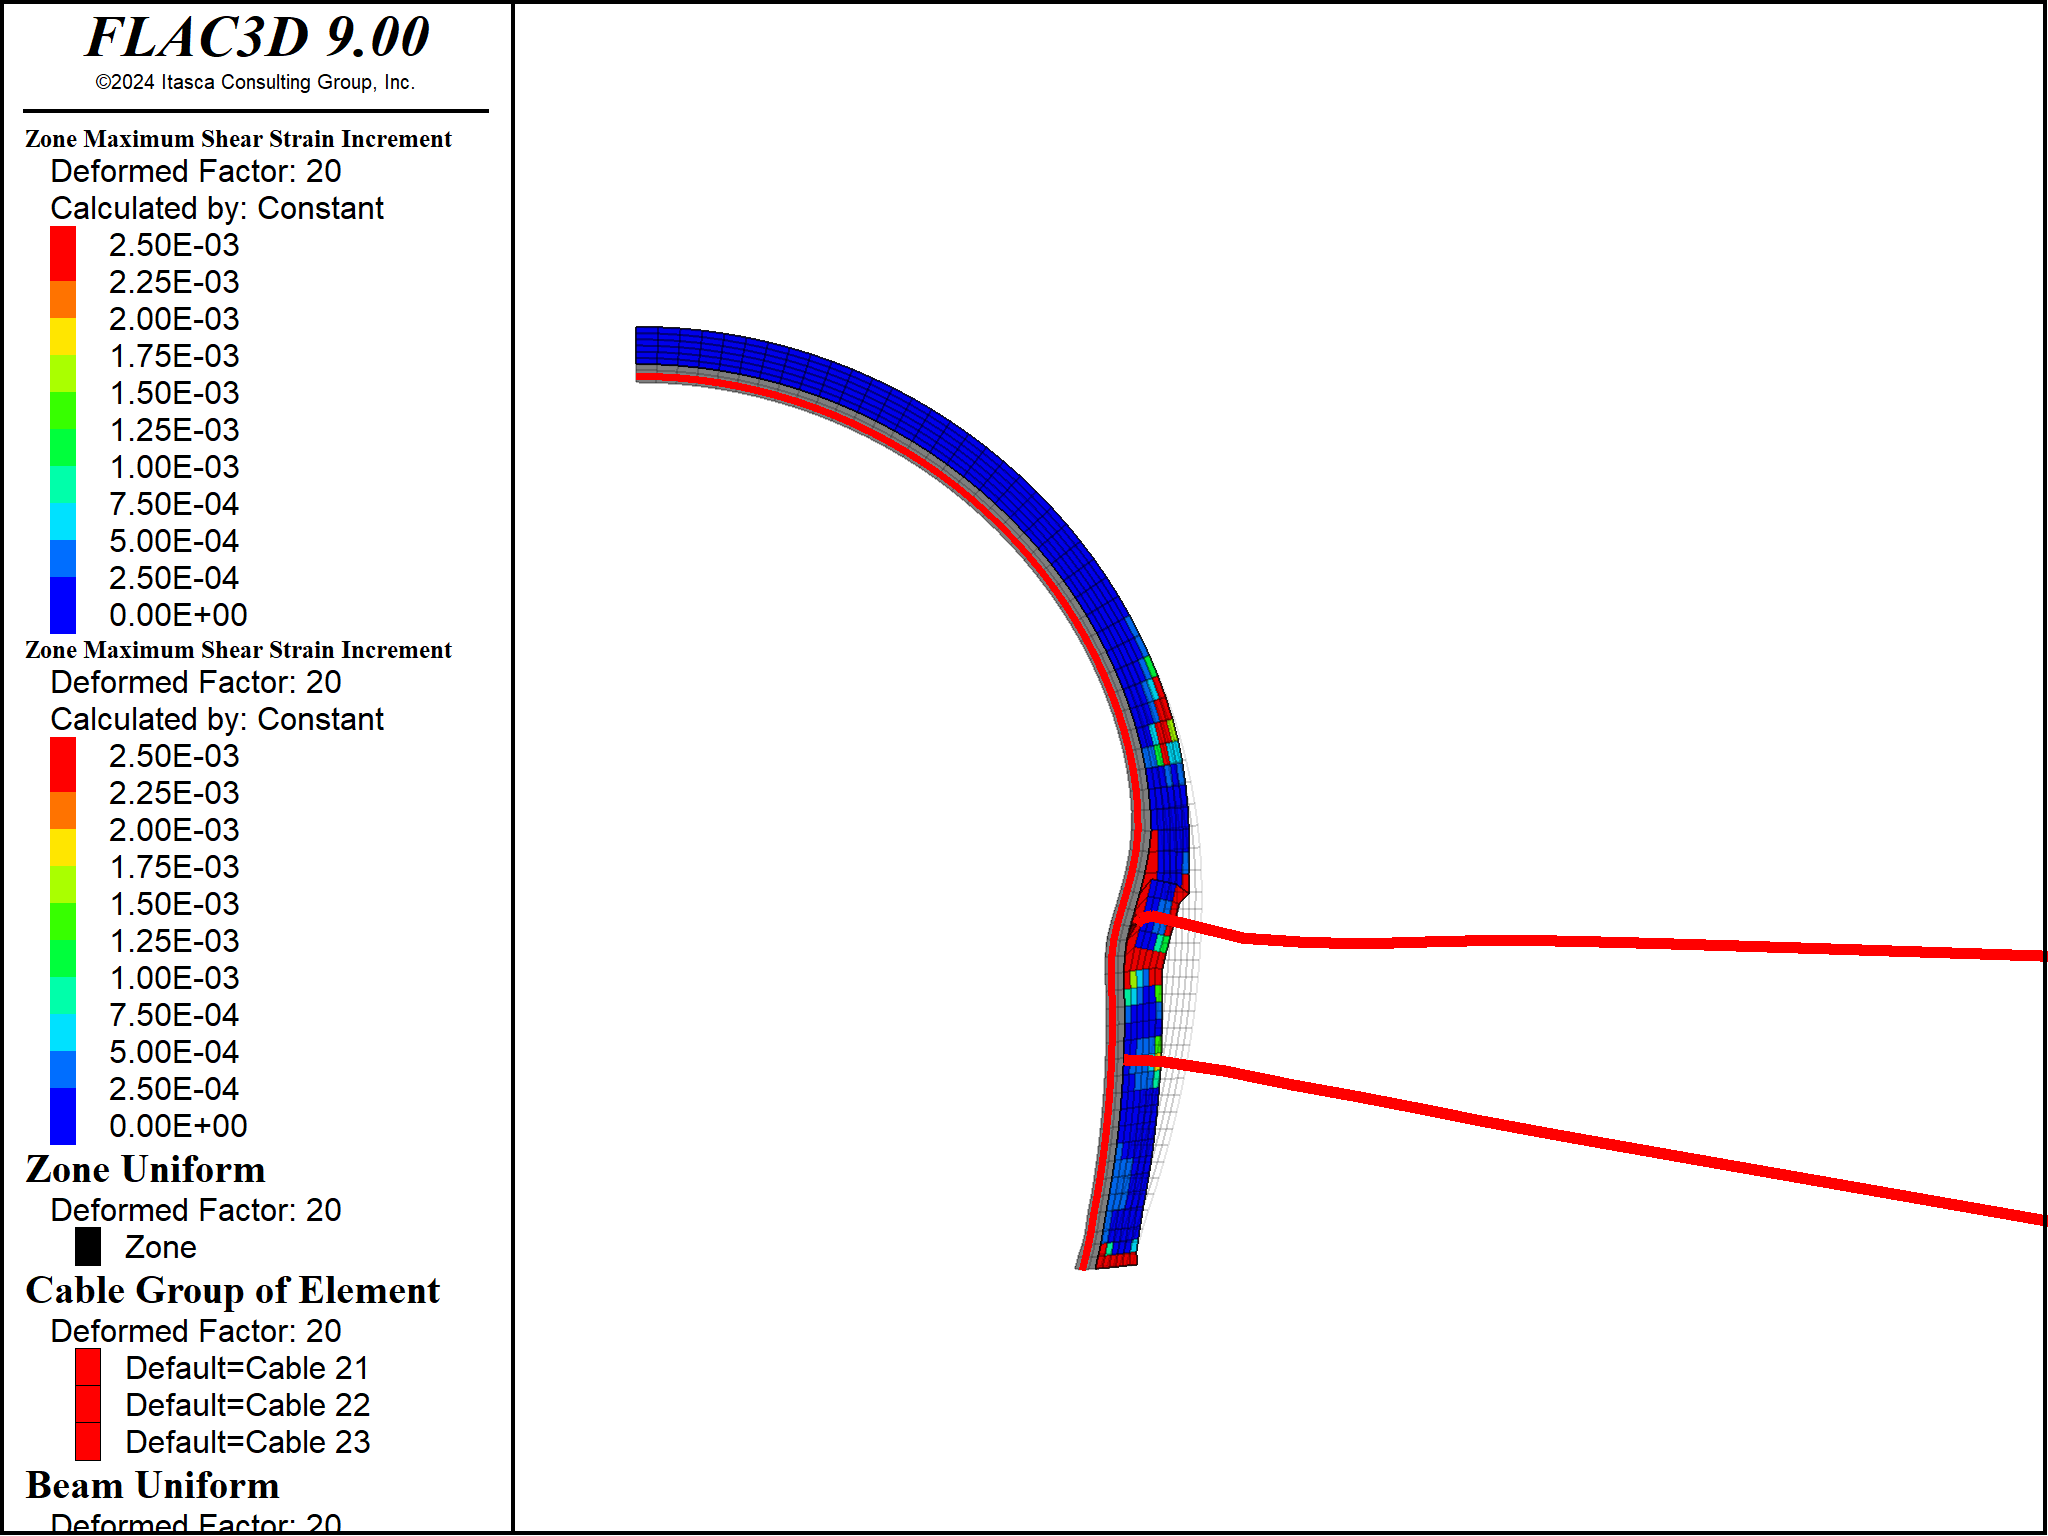 FLAC3D 9.00
©2024 Itasca Consulting Group, Inc.
Zone Maximum Shear Strain Increment
Deformed Factor: 20
Calculated by: Constant
2.50E-03
2.25E-03
2.00E-03
1.75E-03
1.50E-03
1.25E-03
1.00E-03
7.50E-04
5.00E-04
2.50E-04
0.00E+00
Zone Maximum Shear Strain Increment
Deformed Factor: 20
Calculated by: Constant
2.50E-03
2.25E-03
2.00E-03
1.75E-03
1.50E-03
1.25E-03
1.00E-03
7.50E-04
5.00E-04
2.50E-04
0.00E+00
Zone Uniform
Deformed Factor: 20
Zone
Cable Group of Element
Deformed Factor: 20
Default=Cable 21
Default=Cable 22
Default=Cable 23
Beam Uniform
Deformed Factor: 20